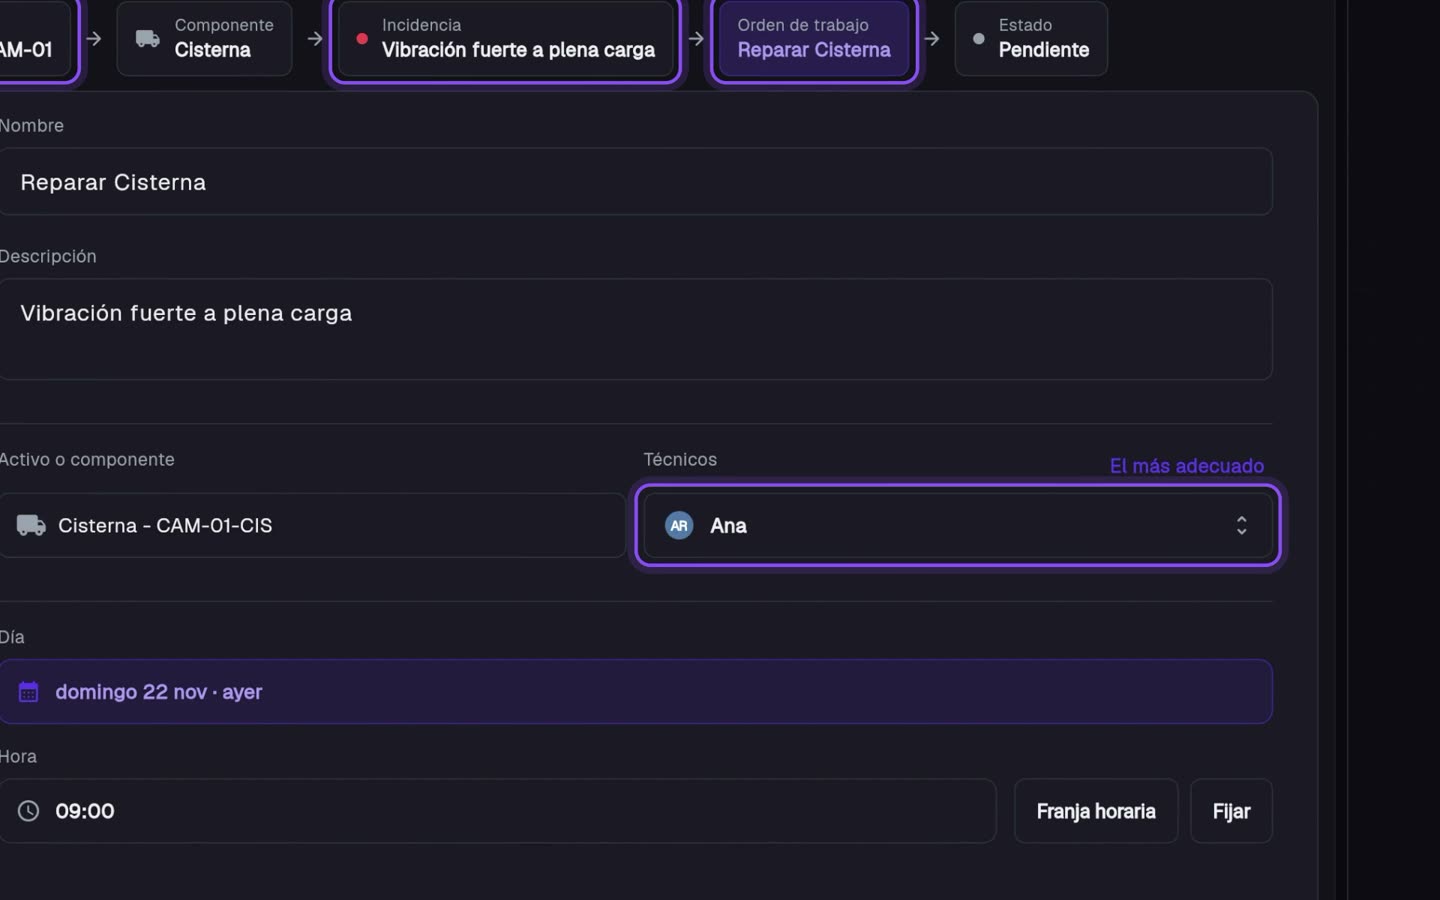 AM-01
Componente
Cisterna
Incidencia
Vibración fuerte a plena carga
Orden de trabajo
Reparar Cisterna
Estado
Pendiente
Nombre
Reparar Cisterna
Descripción
Vibración fuerte a plena carga
Activo o componente
Cisterna - CAM-01-CIS
Técnicos
El más adecuado
AR Ana
Día
domingo 22 nov · ayer
Hora
09:00
Franja horaria
Fijar